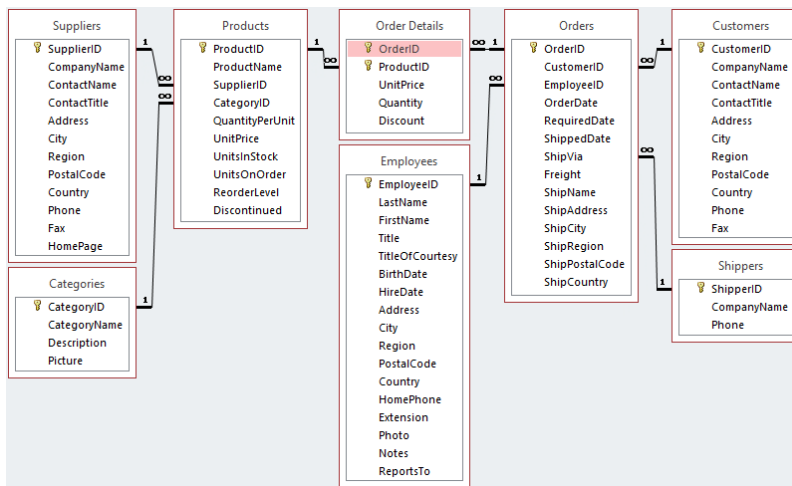 Suppliers
SupplierID
CompanyName
ContactName
ContactTitle
Address
City
Region
PostalCode
Country
Phone
Fax
HomePage
1
∞
Categories
CategoryID
CategoryName
Description
Picture
1
∞
Products
ProductID
ProductName
SupplierID
CategoryID
QuantityPerUnit
UnitPrice
UnitsInStock
UnitsOnOrder
ReorderLevel
Discontinued
1
∞
Order Details
OrderID
ProductID
UnitPrice
Quantity
Discount
∞
1
Employees
EmployeeID
LastName
FirstName
Title
TitleOfCourtesy
BirthDate
HireDate
Address
City
Region
PostalCode
Country
HomePhone
Extension
Photo
Notes
ReportsTo
1
∞
Orders
OrderID
CustomerID
EmployeeID
OrderDate
RequiredDate
ShippedDate
ShipVia
Freight
ShipName
ShipAddress
ShipCity
ShipRegion
ShipPostalCode
ShipCountry
∞
1
Customers
CustomerID
CompanyName
ContactName
ContactTitle
Address
City
Region
PostalCode
Country
Phone
Fax
∞
1
Shippers
ShipperID
CompanyName
Phone